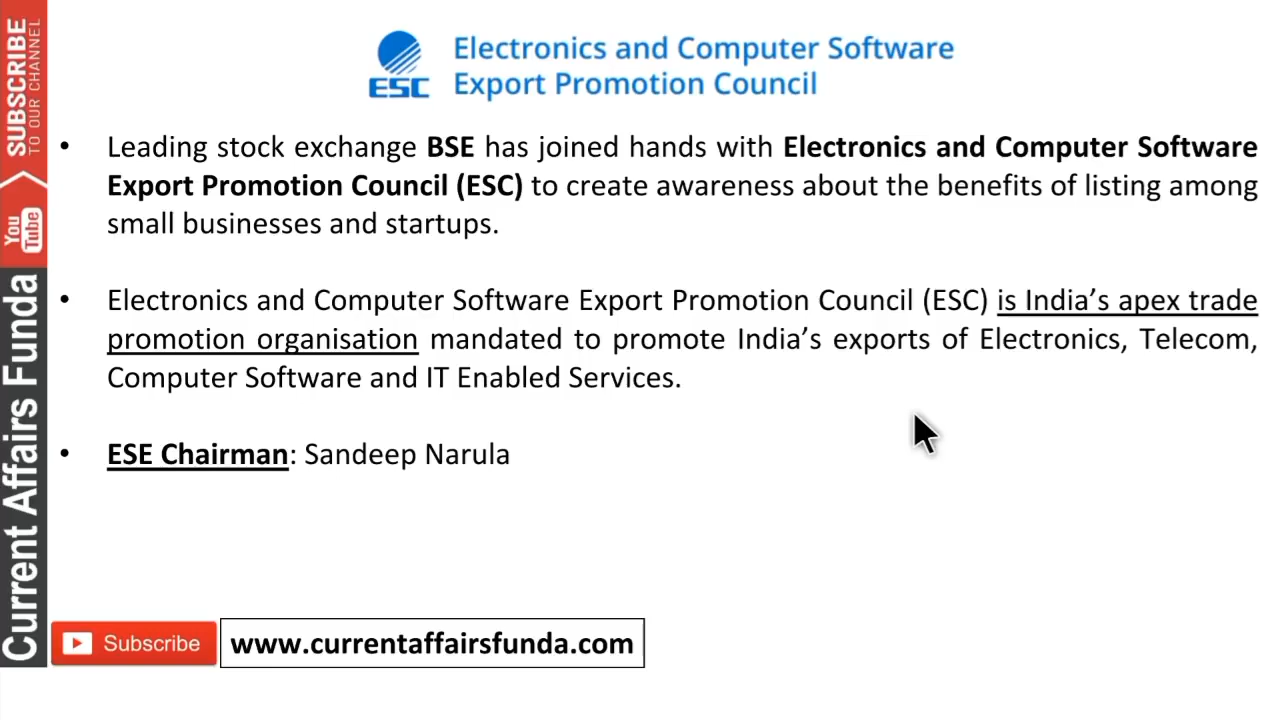 SUBSCRIBE
TO OUR CHANNEL
You
Tube
Current Affairs Funda
ESC
Electronics and Computer Software
Export Promotion Council
• Leading stock exchange BSE has joined hands with Electronics and Computer Software
Export Promotion Council (ESC) to create awareness about the benefits of listing among
small businesses and startups.
• Electronics and Computer Software Export Promotion Council (ESC) is India’s apex trade
promotion organisation mandated to promote India’s exports of Electronics, Telecom,
Computer Software and IT Enabled Services.
• ESE Chairman: Sandeep Narula
Subscribe
www.currentaffairsfunda.com